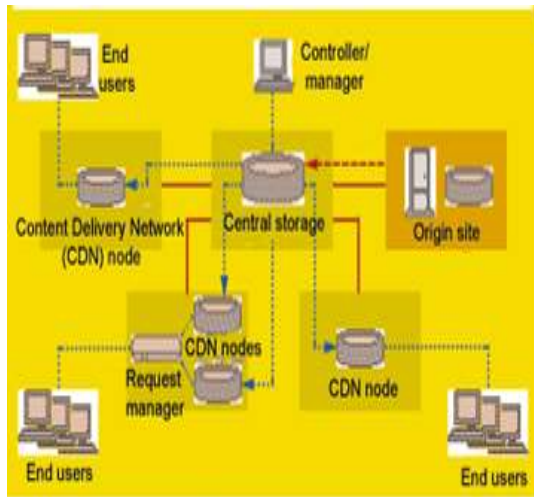 End
users
Controller/
manager
Content Delivery Network
(CDN) node
Central storage
Origin site
CDN nodes
Request
manager
CDN node
End users
End users